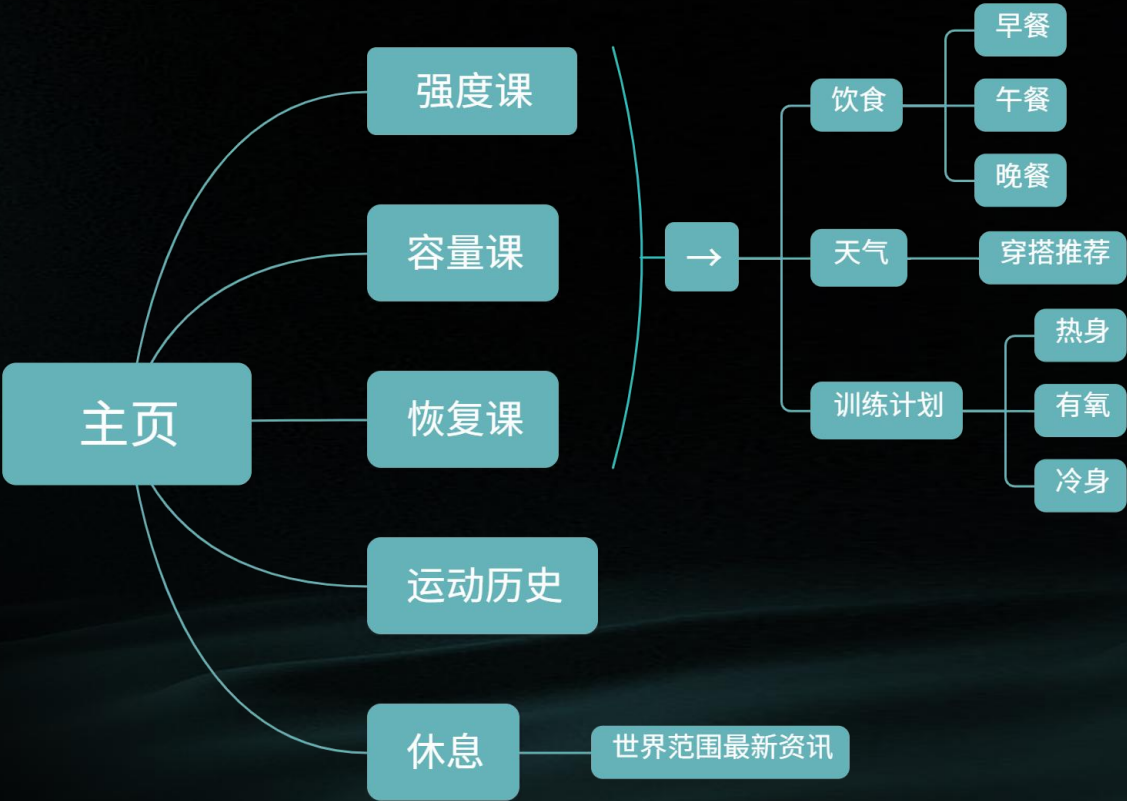 主页
强度课
容量课
恢复课
运动历史
休息
世界范围最新资讯
→
饮食
早餐
午餐
晚餐
天气
穿搭推荐
训练计划
热身
有氧
冷身